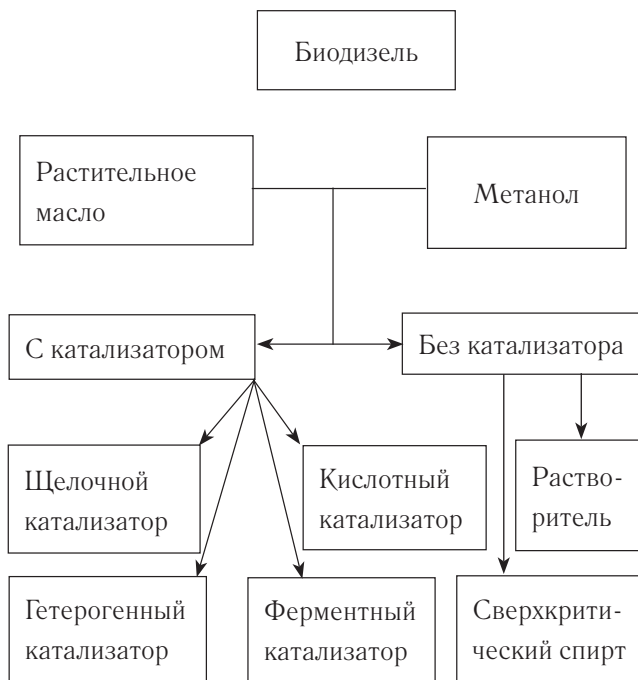 Биодизель
Растительное
масло
Метанол
С катализатором
Без катализатора
Щелочной
катализатор
Кислотный
катализатор
Раство-
ритель
Гетерогенный
катализатор
Ферментный
катализатор
Сверхкрити-
ческий спирт